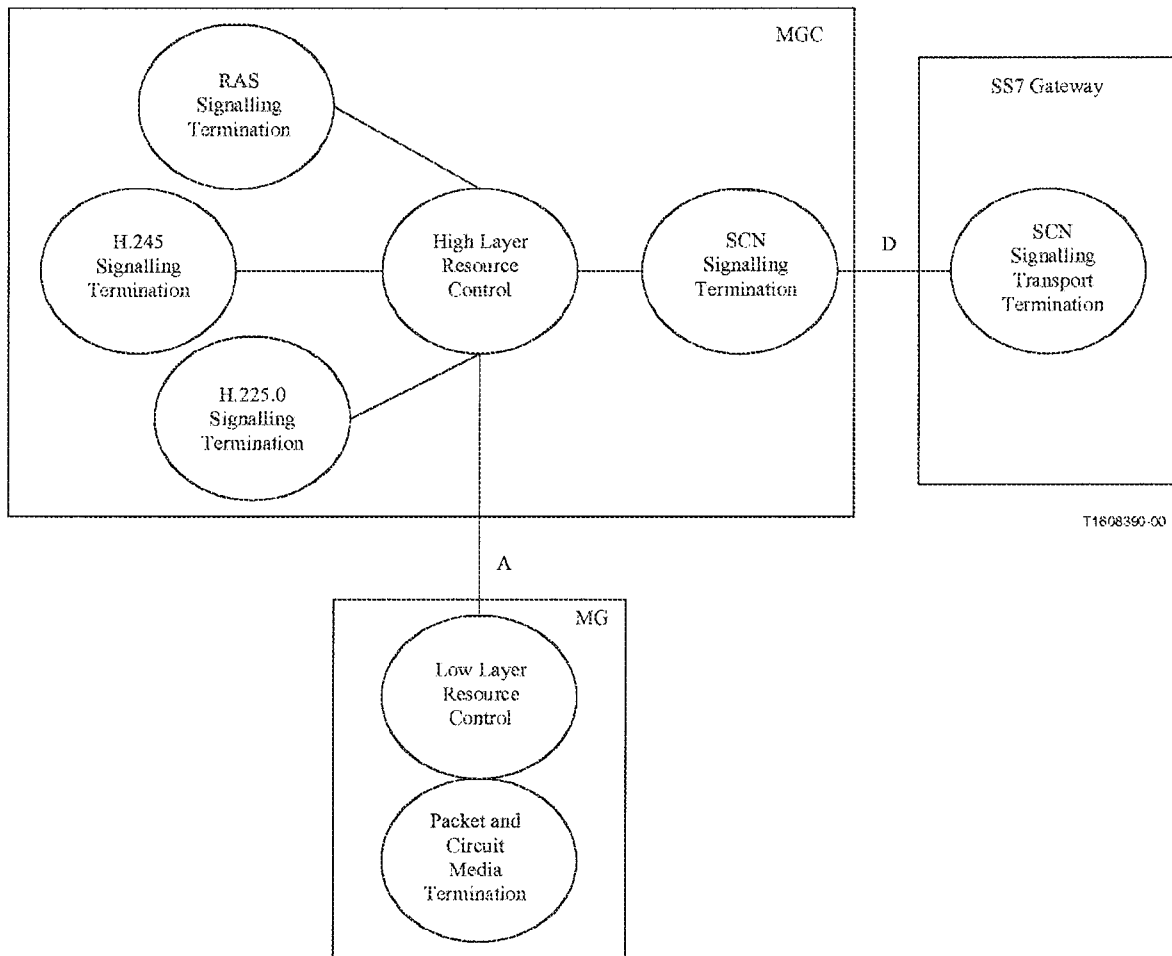 MGC
RAS
Signalling
Termination
SS7 Gateway
H.245
Signalling
Termination
High Layer
Resource
Control
SCN
Signalling
Termination
D
SCN
Signalling
Transport
Termination
H.225.0
Signalling
Termination
T1608390-00
A
MG
Low Layer
Resource
Control
Packet and
Circuit
Media
Termination